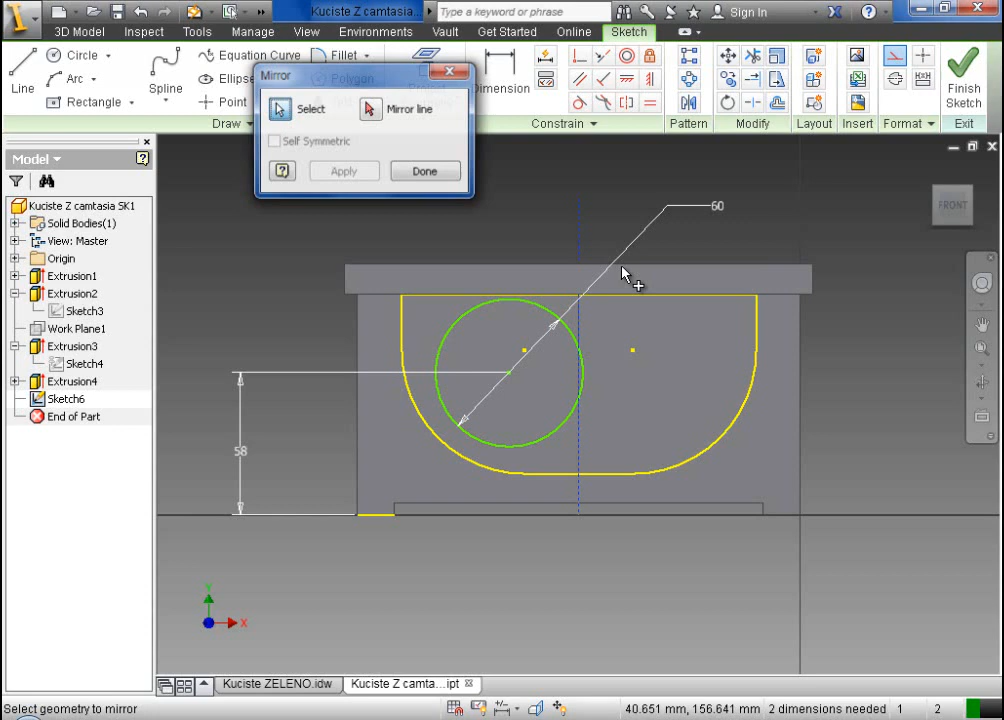 Kuciste Z camtasia...
Type a keyword or phrase
Sign In
3D Model Inspect Tools Manage View Environments Vault Get Started Online Sketch
Line
Circle
Arc
Rectangle
Spline
Equation Curve
Ellipse
Point
Fillet
Polygon
Dimension
Finish
Sketch
Draw
Constrain
Pattern
Modify
Layout
Insert
Format
Exit
Mirror
Select
Mirror line
Self Symmetric
Apply
Done
Model
Kuciste Z camtasia SK1
Solid Bodies(1)
View: Master
Origin
Extrusion1
Extrusion2
Sketch3
Work Plane1
Extrusion3
Sketch4
Extrusion4
Sketch6
End of Part
60
58
FRONT
Y
X
Kuciste ZELENO.idw
Kuciste Z camta...ipt
Select geometry to mirror
40.651 mm, 156.641 mm 2 dimensions needed 1 2